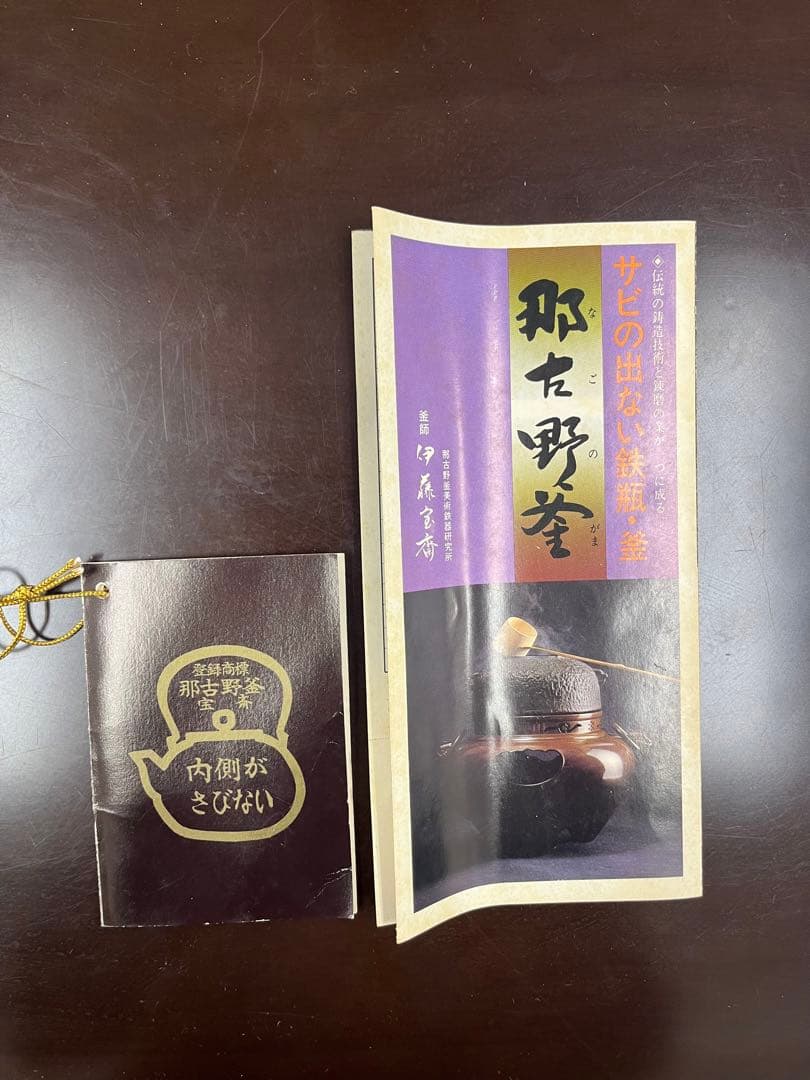 ◆伝統の鋳造技術と錬磨の業が一つに成る
サビの出ない鉄瓶・釜
那古野釜
なごのがま
那古野釜美術鉄器研究所
釜師 伊藤宝斎
登録商標
那古野釜
宝斎
内側が
さびない